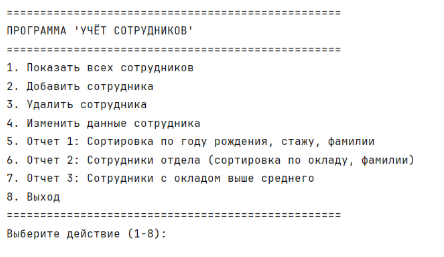 ==================================================
ПРОГРАММА 'УЧЁТ СОТРУДНИКОВ'
==================================================
1. Показать всех сотрудников
2. Добавить сотрудника
3. Удалить сотрудника
4. Изменить данные сотрудника
5. Отчет 1: Сортировка по году рождения, стажу, фамилии
6. Отчет 2: Сотрудники отдела (сортировка по окладу, фамилии)
7. Отчет 3: Сотрудники с окладом выше среднего
8. Выход
==================================================
Выберите действие (1-8):